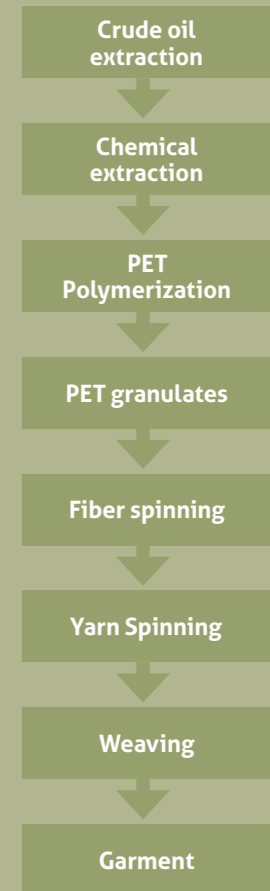 Crude oil
extraction
Chemical
extraction
PET
Polymerization
PET granulates
Fiber spinning
Yarn Spinning
Weaving
Garment